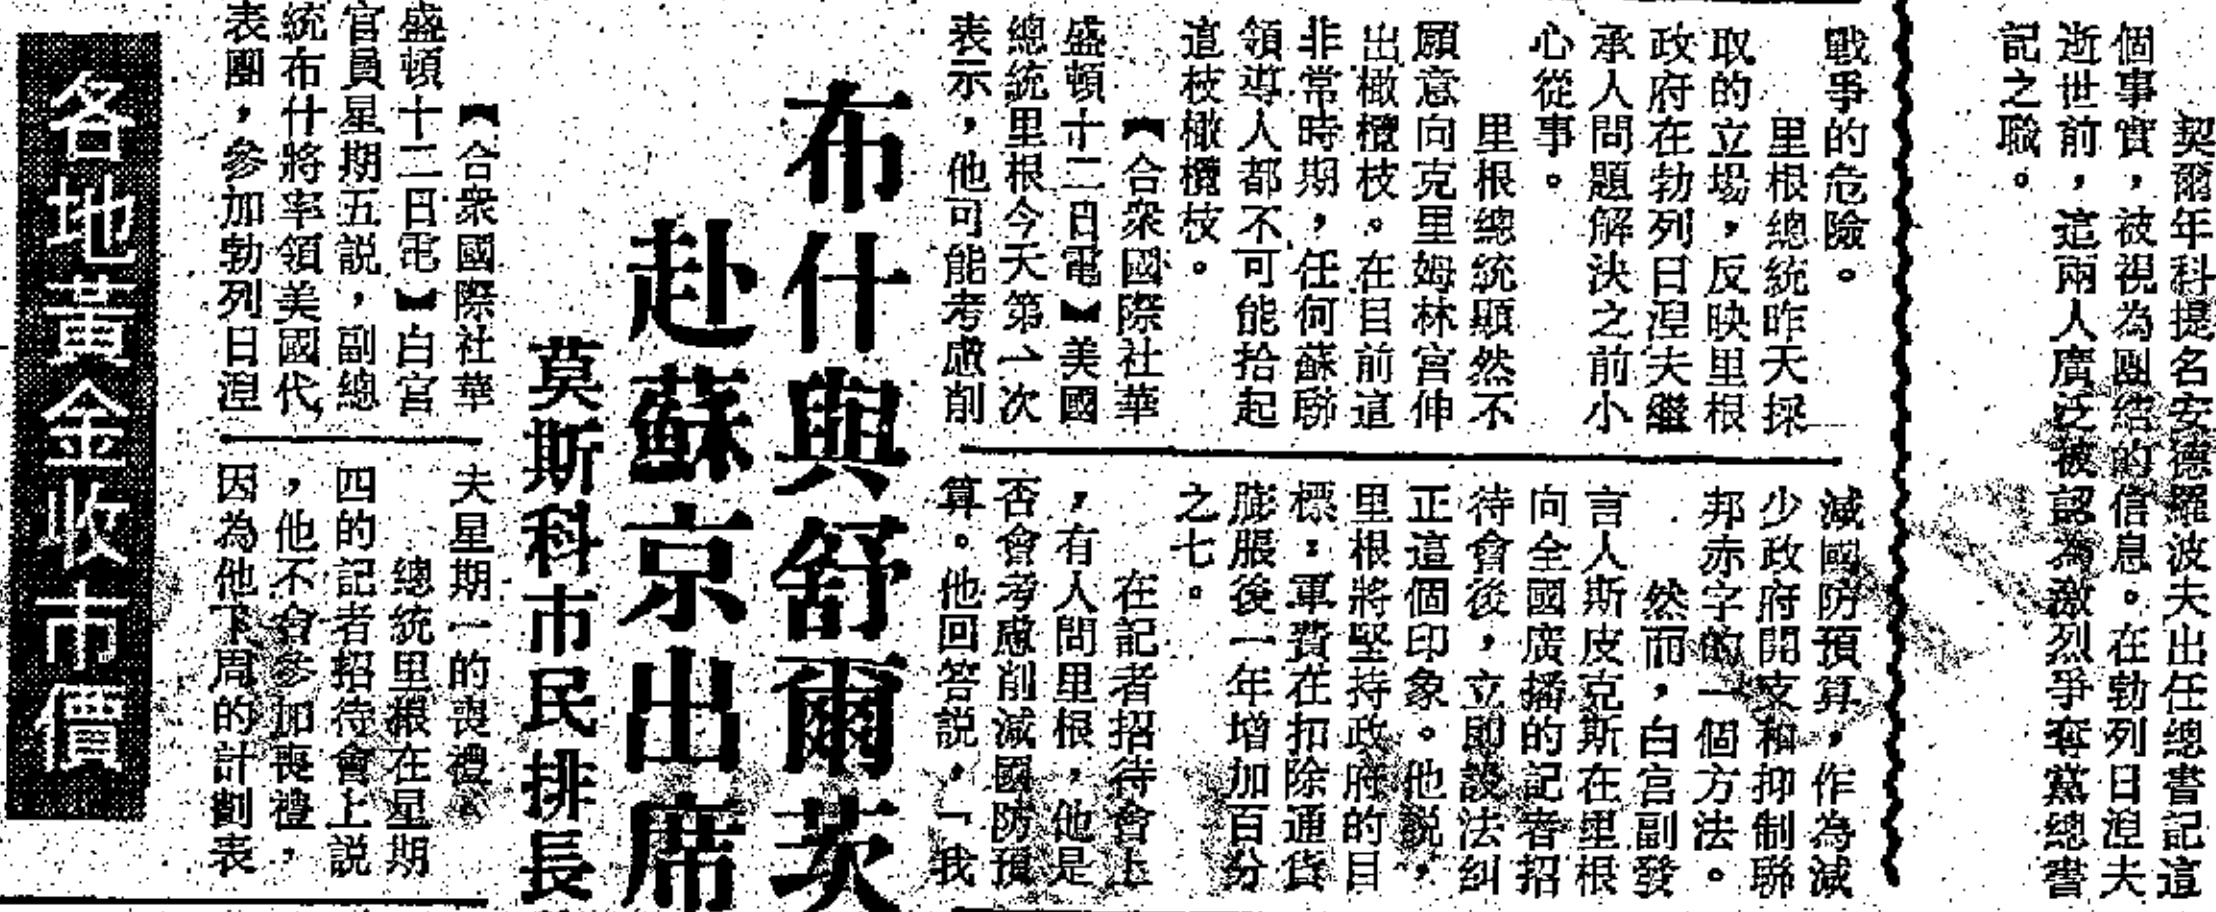 契爾年科提名安德羅波夫出任總書記這
個事實，被視為團結的信息。在勃列日湼夫
逝世前，這兩人廣泛被認為激烈爭奪黨總書
記之職。
戰爭的危險。
里根總統昨天採
取的立場，反映里根
政府在勃列日湼夫繼
承人問題解決之前小
心從事。
里根總統顯然不
願意向克里姆林宮伸
出橄欖枝。在目前這
非常時期，任何蘇聯
領導人都不可能拾起
這枝橄欖枝。
【合衆國際社華
盛頓十二日電】美國
總統里根今天第一次
表示，他可能考慮削
減國防預算，作為減
少政府開支和抑制聯
邦赤字的一個方法。
然而，白宮副發
言人斯皮克斯在里根
向全國廣播的記者招
待會後，立即設法糾
正這個印象。他說，
里根將堅持政府的目
標：軍費在扣除通貨
膨脹後一年增加百分
之七。
在記者招待會上
，有人問里根，他是
否會考慮削減國防預
算。他回答說，「我
布什與舒爾茨
赴蘇京出席
莫斯科市民排長
【合衆國際社華
盛頓十二日電】白宮
官員星期五說，副總
統布什將率領美國代
表團，參加勃列日湼
夫星期一的喪禮。
總統里根在星期
四的記者招待會上說
，他不會參加喪禮，
因為他下周的計劃表
各地黃金收市價